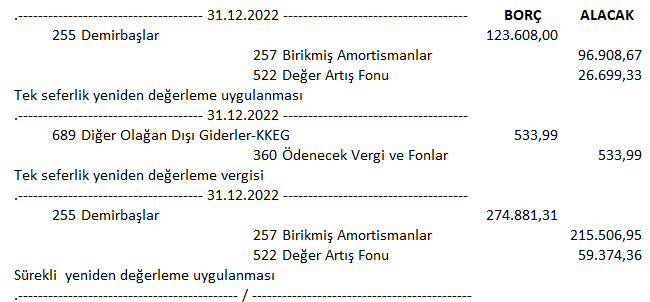 .------------------------------------- 31.12.2022 ------------------------------------- BORÇ ALACAK
255 Demirbaşlar 123.608,00
257 Birikmiş Amortismanlar 96.908,67
522 Değer Artış Fonu 26.699,33
Tek seferlik yeniden değerleme uygulanması
.------------------------------------- 31.12.2022 -------------------------------------
689 Diğer Olağan Dışı Giderler-KKEG 533,99
360 Ödenecek Vergi ve Fonlar 533,99
Tek seferlik yeniden değerleme vergisi
.------------------------------------- 31.12.2022 -------------------------------------
255 Demirbaşlar 274.881,31
257 Birikmiş Amortismanlar 215.506,95
522 Değer Artış Fonu 59.374,36
Sürekli yeniden değerleme uygulanması
.-------------------------------------------- / --------------------------------------------